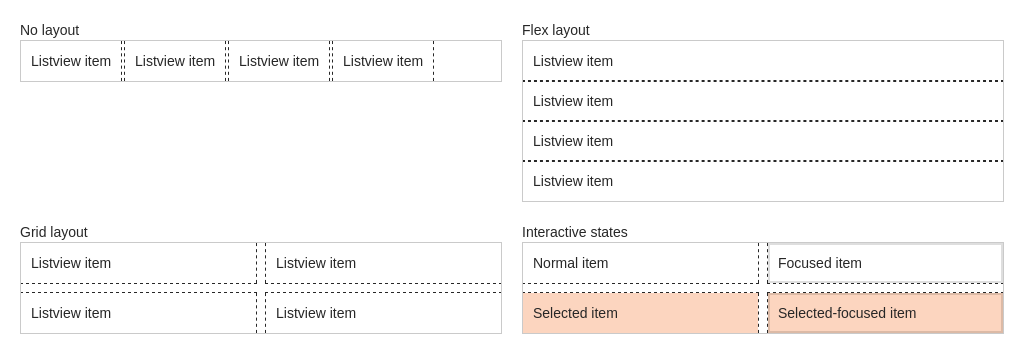 No layout
Listview item Listview item Listview item Listview item
Flex layout
Listview item
Listview item
Listview item
Listview item
Grid layout
Listview item Listview item
Listview item Listview item
Interactive states
Normal item Focused item
Selected item Selected-focused item